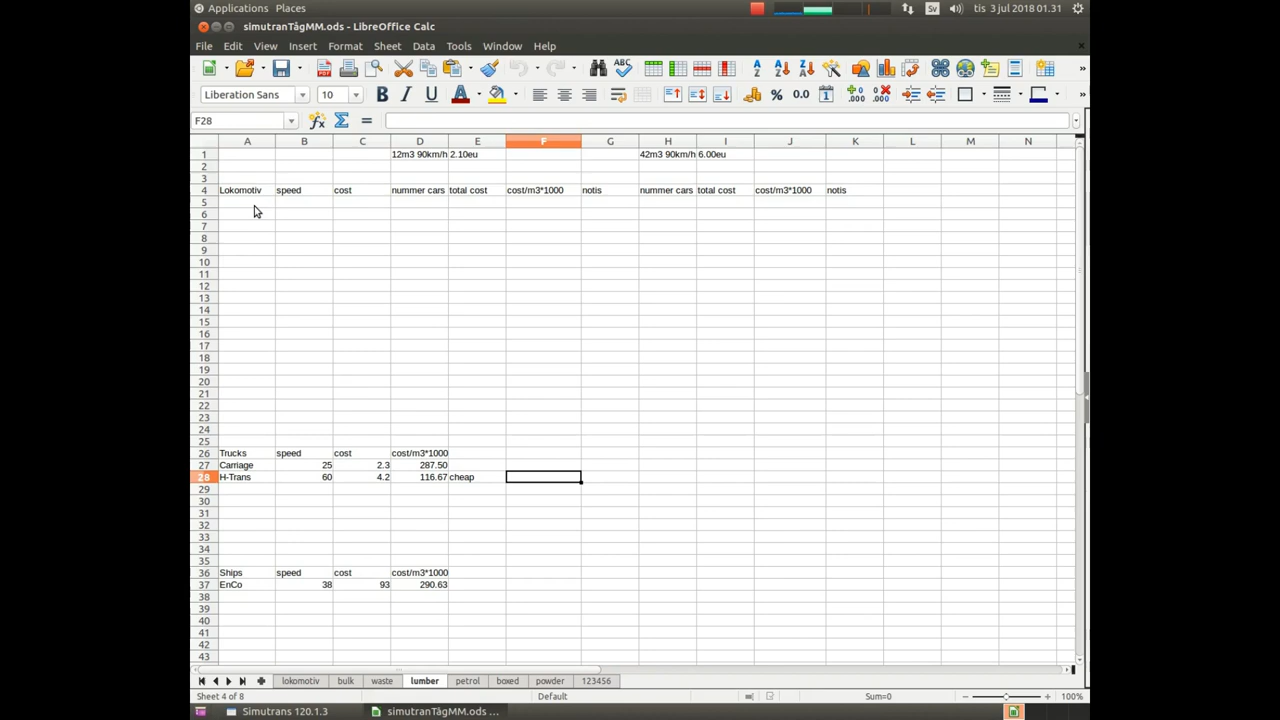 Applications Places Sv tis 3 jul 2018 01.31
simutranTågMM.ods - LibreOffice Calc
File Edit View Insert Format Sheet Data Tools Window Help
Liberation Sans 10
F28
A B C D E F G H I J K L M N
1 12m3 90km/h 2.10eu 42m3 90km/h 6.00eu
2
3
4 Lokomotiv speed cost nummer cars total cost cost/m3*1000 notis nummer cars total cost cost/m3*1000 notis
5
6
7
8
9
10
11
12
13
14
15
16
17
18
19
20
21
22
23
24
25
26 Trucks speed cost cost/m3*1000
27 Carriage 25 2.3 287.50
28 H-Trans 60 4.2 116.67 cheap
29
30
31
32
33
34
35
36 Ships speed cost cost/m3*1000
37 EnCo 38 93 290.63
38
39
40
41
42
43
lokomotiv bulk waste lumber petrol boxed powder 123456
Sheet 4 of 8 Default Sum=0 100%
Simutrans 120.1.3 simutranTågMM.ods ...